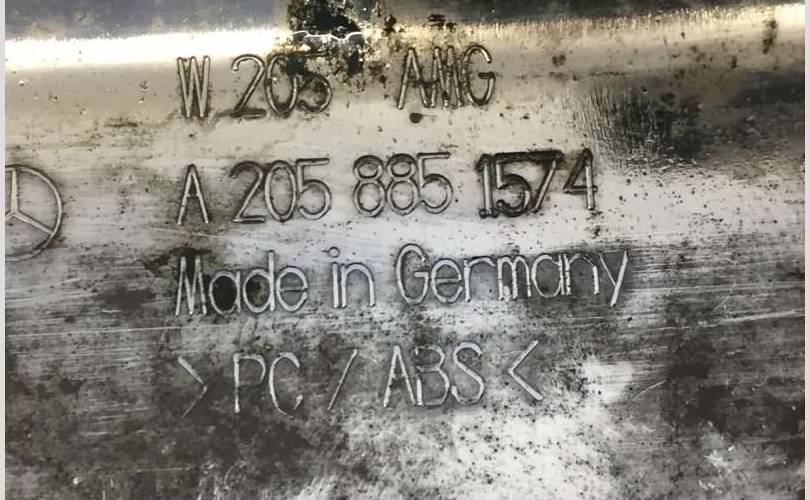 W 205 AMG
A 205 885 1574
Made in Germany
>PC / ABS<